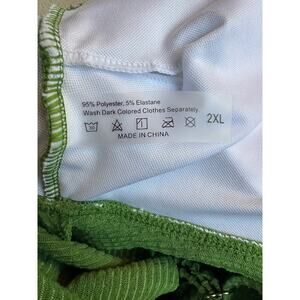 95% Polyester, 5% Elastane
Wash Dark Colored Clothes Separately
2XL
MADE IN CHINA